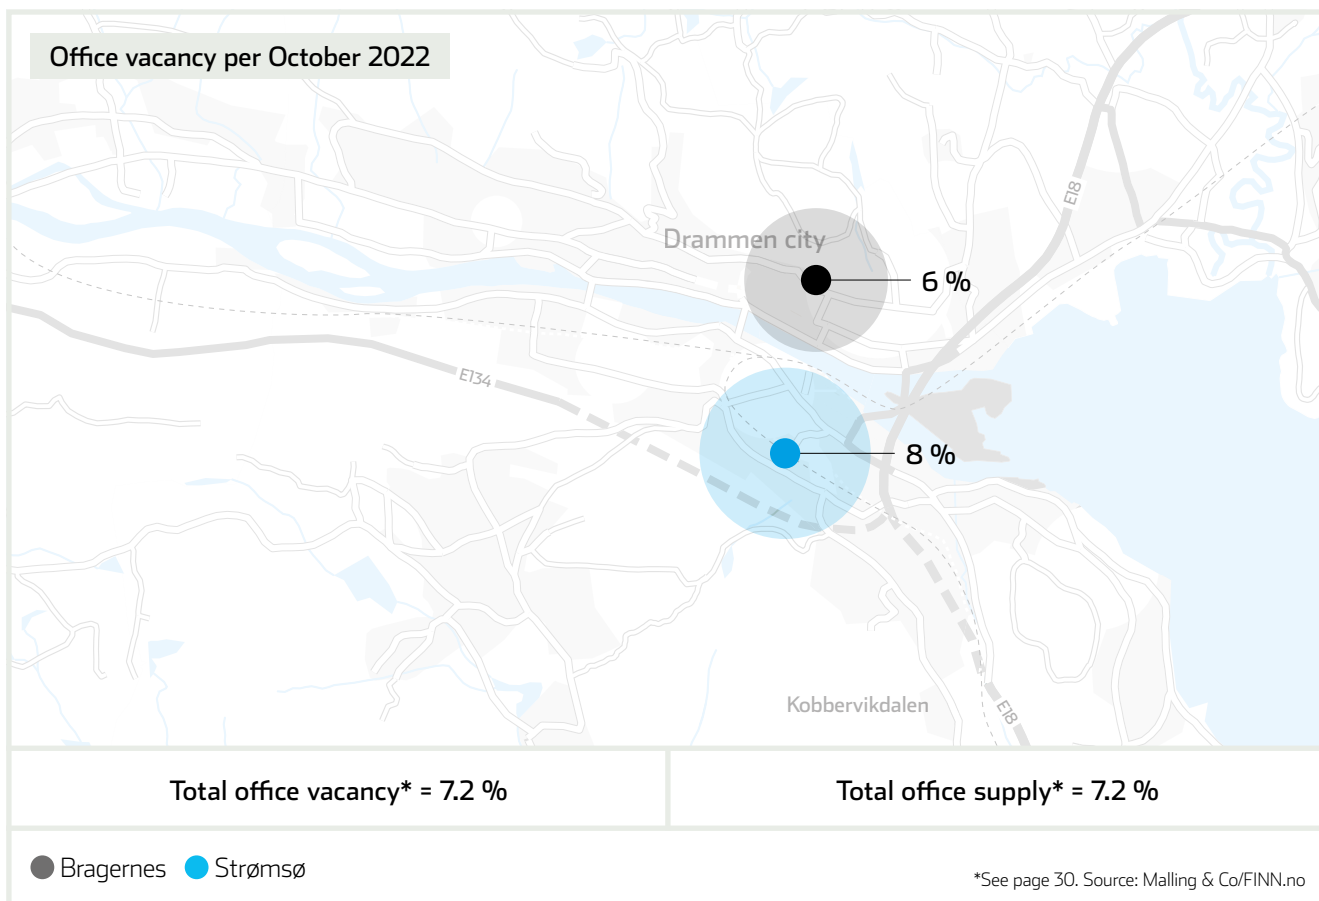 Office vacancy per October 2022
E18
Drammen city
6 %
E134
8 %
Kobbervikdalen
E18
Total office vacancy* = 7.2 %
Total office supply* = 7.2 %
Bragernes
Strømsø
*See page 30. Source: Malling & Co/FINN.no